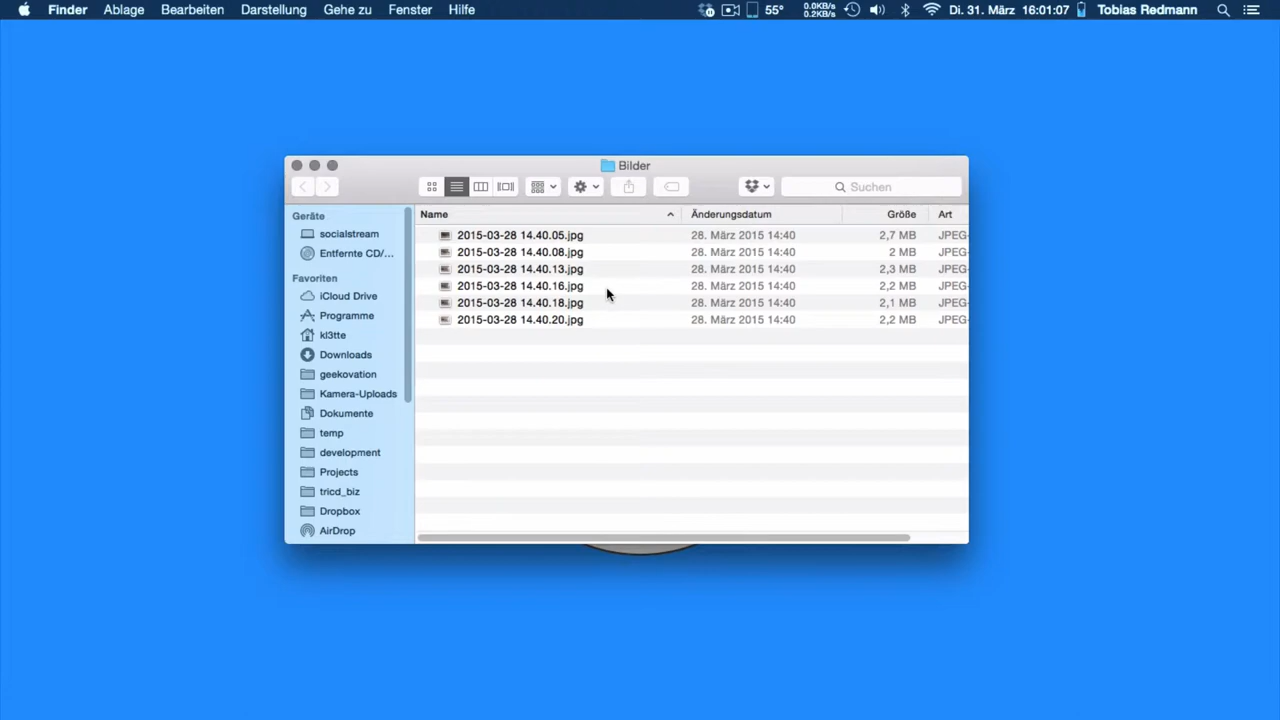 Finder Ablage Bearbeiten Darstellung Gehe zu Fenster Hilfe 55° 0.0KB/s 0.2KB/s Di. 31. März 16:01:07 Tobias Redmann
Bilder
Suchen
Geräte
socialstream
Entfernte CD/...
Favoriten
iCloud Drive
Programme
kl3tte
Downloads
geekovation
Kamera-Uploads
Dokumente
temp
development
Projects
tricd_biz
Dropbox
AirDrop
Name Änderungsdatum Größe Art
2015-03-28 14.40.05.jpg 28. März 2015 14:40 2,7 MB JPEG-
2015-03-28 14.40.08.jpg 28. März 2015 14:40 2 MB JPEG-
2015-03-28 14.40.13.jpg 28. März 2015 14:40 2,3 MB JPEG-
2015-03-28 14.40.16.jpg 28. März 2015 14:40 2,2 MB JPEG-
2015-03-28 14.40.18.jpg 28. März 2015 14:40 2,1 MB JPEG-
2015-03-28 14.40.20.jpg 28. März 2015 14:40 2,2 MB JPEG-